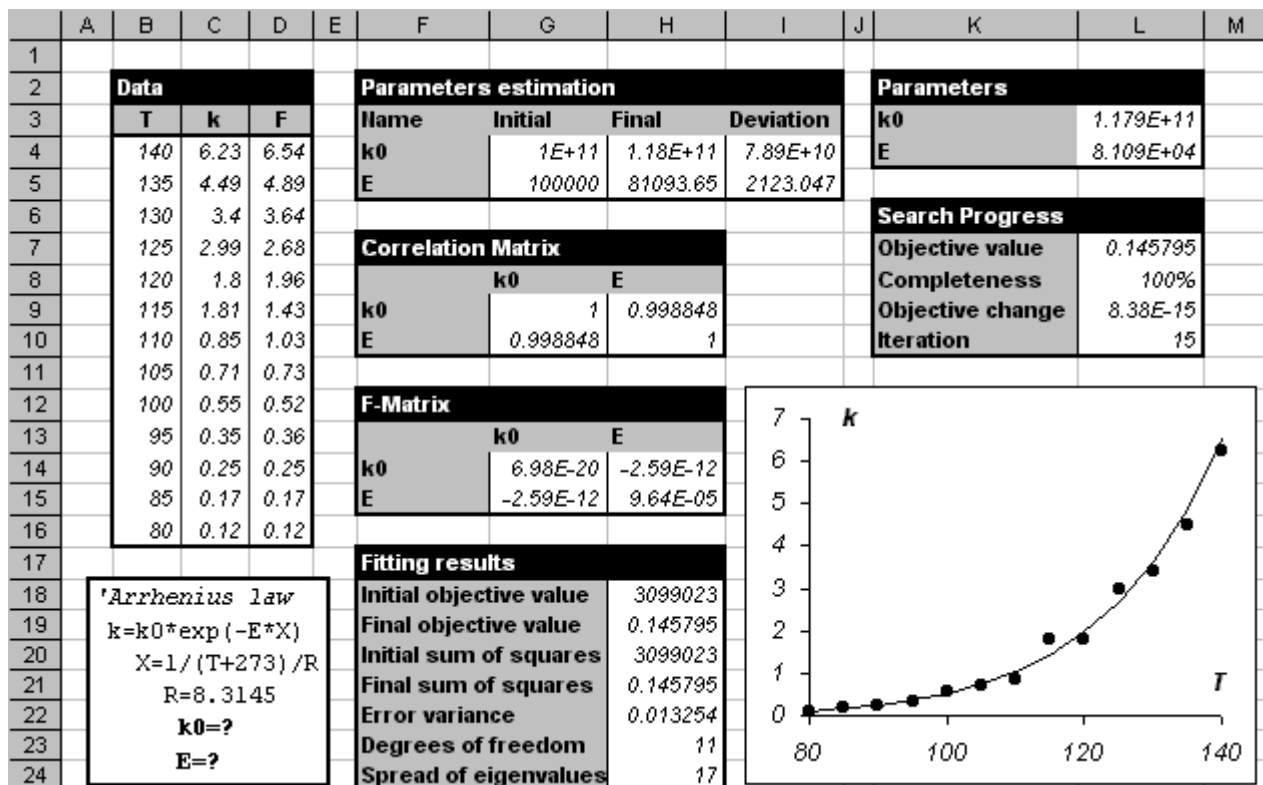 A B C D E F G H I J K L M
1
2 Data Parameters estimation Parameters
3 T k F Name Initial Final Deviation k0 1.179E+11
4 140 6.23 6.54 k0 1E+11 1.18E+11 7.89E+10 E 8.109E+04
5 135 4.49 4.89 E 100000 81093.65 2123.047
6 130 3.4 3.64 Search Progress
7 125 2.99 2.68 Correlation Matrix Objective value 0.145795
8 120 1.8 1.96 k0 E Completeness 100%
9 115 1.81 1.43 k0 1 0.998848 Objective change 8.38E-15
10 110 0.85 1.03 E 0.998848 1 Iteration 15
11 105 0.71 0.73
12 100 0.55 0.52 F-Matrix
13 95 0.35 0.36 k0 E
14 90 0.25 0.25 k0 6.98E-20 -2.59E-12
15 85 0.17 0.17 E -2.59E-12 9.64E-05
16 80 0.12 0.12
17 Fitting results
18 'Arrhenius law Initial objective value 3099023
19 k=k0*exp(-E*X) Final objective value 0.145795
20 X=1/(T+273)/R Initial sum of squares 3099023
21 R=8.3145 Final sum of squares 0.145795
22 k0=? Error variance 0.013254
23 E=? Degrees of freedom 11
24 Spread of eigenvalues 17
7 k
6
5
4
3
2
1 T
0
80 100 120 140